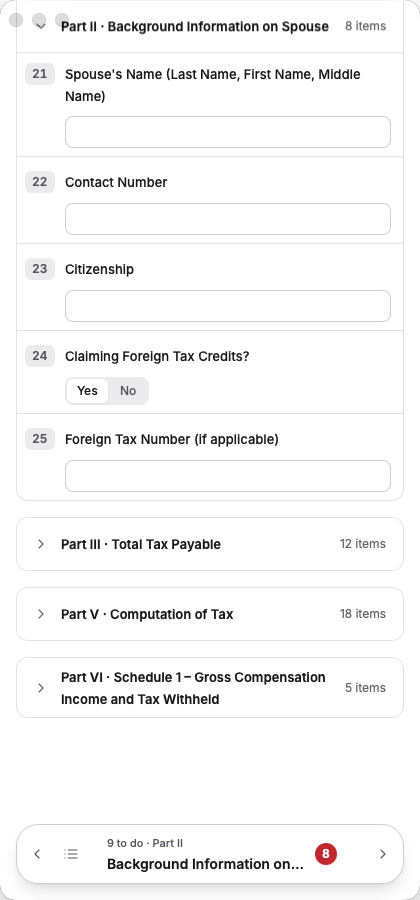 Part II · Background Information on Spouse 8 items
21 Spouse's Name (Last Name, First Name, Middle
Name)
22 Contact Number
23 Citizenship
24 Claiming Foreign Tax Credits?
Yes No
25 Foreign Tax Number (if applicable)
Part III · Total Tax Payable 12 items
Part V · Computation of Tax 18 items
Part VI · Schedule 1 – Gross Compensation
Income and Tax Withheld 5 items
9 to do · Part II
Background Information on... 8